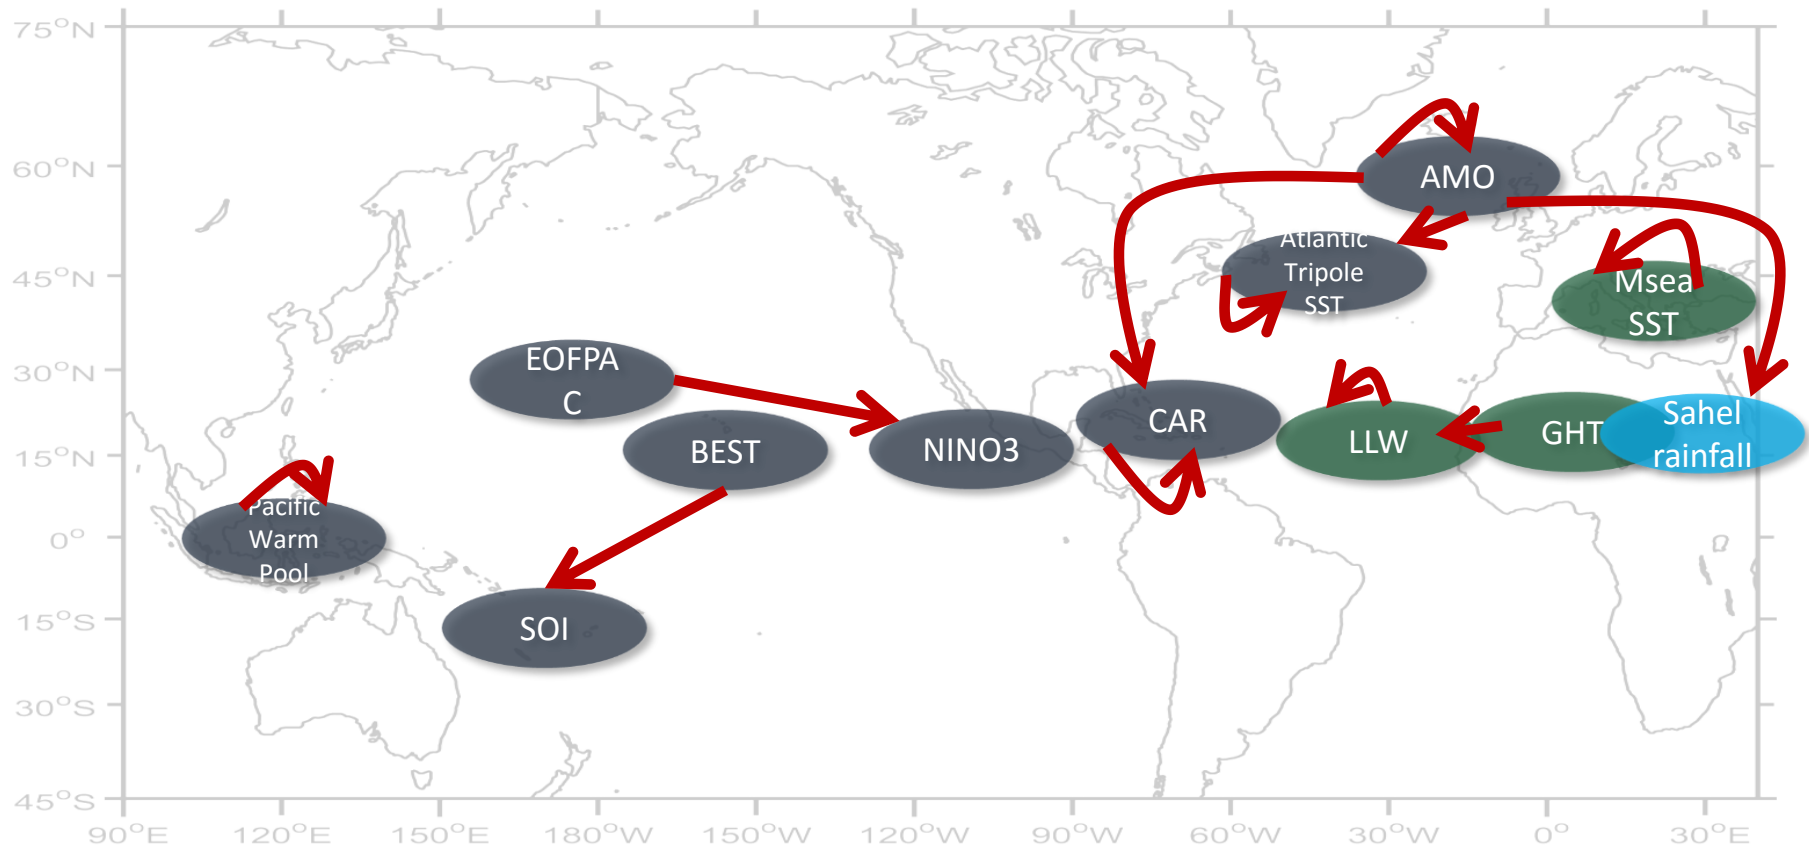 75°N
60°N
45°N
30°N
15°N
0°
15°S
30°S
45°S
90°E
120°E
150°E
180°W
150°W
120°W
90°W
60°W
30°W
0°
30°E
AMO
Atlantic
Tripole
SST
Msea
SST
EOFPA
C
BEST
NINO3
CAR
LLW
GHT
Sahel
rainfall
Pacific
Warm
Pool
SOI